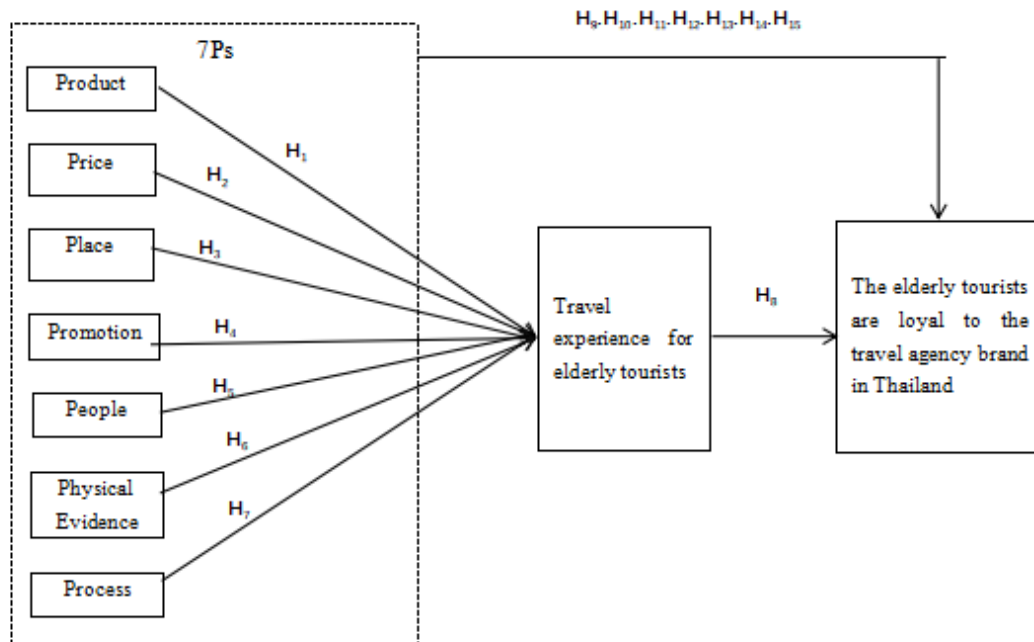 H₉.H₁₀.H₁₁.H₁₂.H₁₃.H₁₄.H₁₅
7Ps
Product
H₁
Price
H₂
Place
H₃
Promotion
H₄
People
H₅
Physical
Evidence
H₆
Process
H₇
Travel
experience for
elderly tourists
H₈
The elderly tourists
are loyal to the
travel agency brand
in Thailand